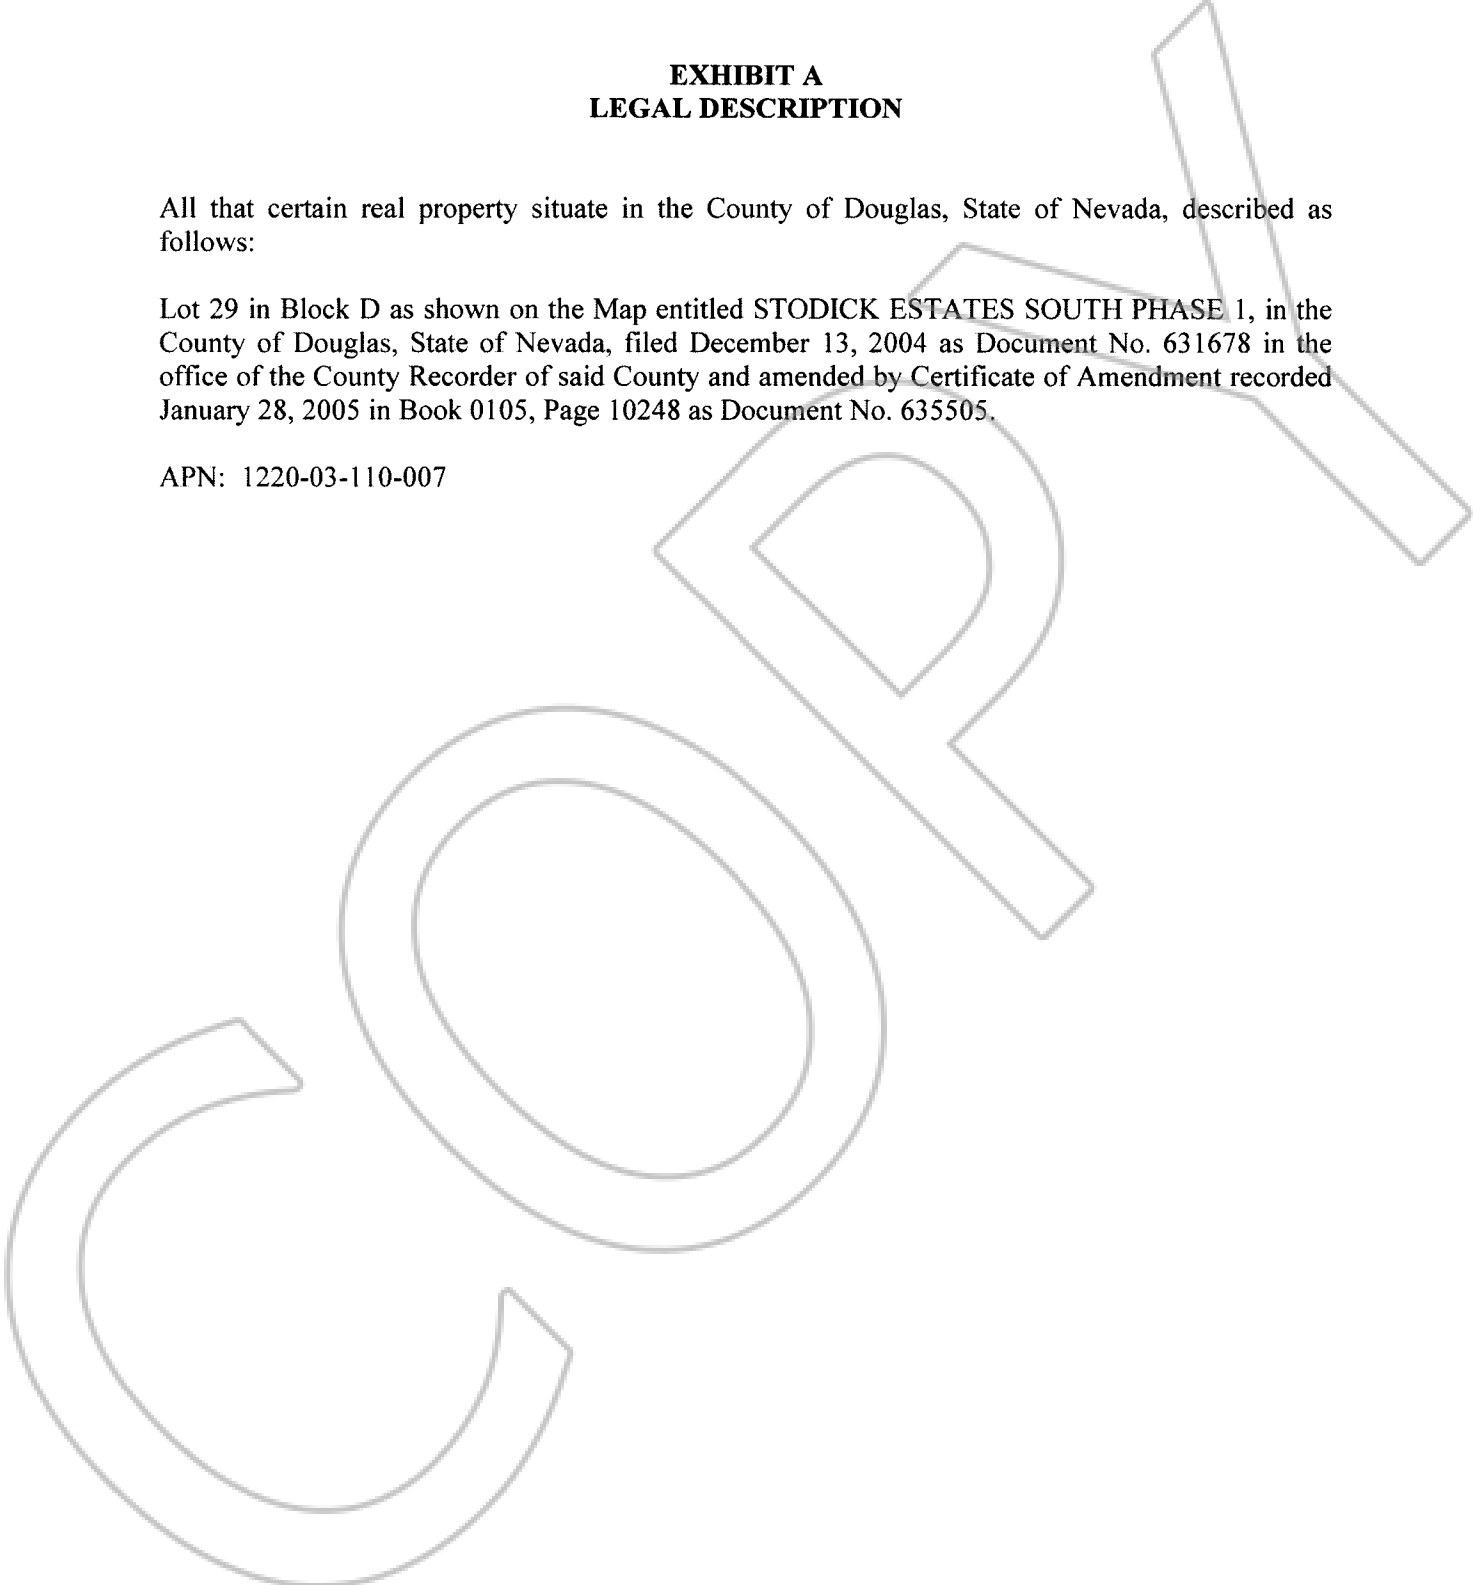 EXHIBIT A
LEGAL DESCRIPTION
All that certain real property situate in the County of Douglas, State of Nevada, described as
follows:
Lot 29 in Block D as shown on the Map entitled STODICK ESTATES SOUTH PHASE 1, in the
County of Douglas, State of Nevada, filed December 13, 2004 as Document No. 631678 in the
office of the County Recorder of said County and amended by Certificate of Amendment recorded
January 28, 2005 in Book 0105, Page 10248 as Document No. 635505.
APN: 1220-03-110-007
COPY